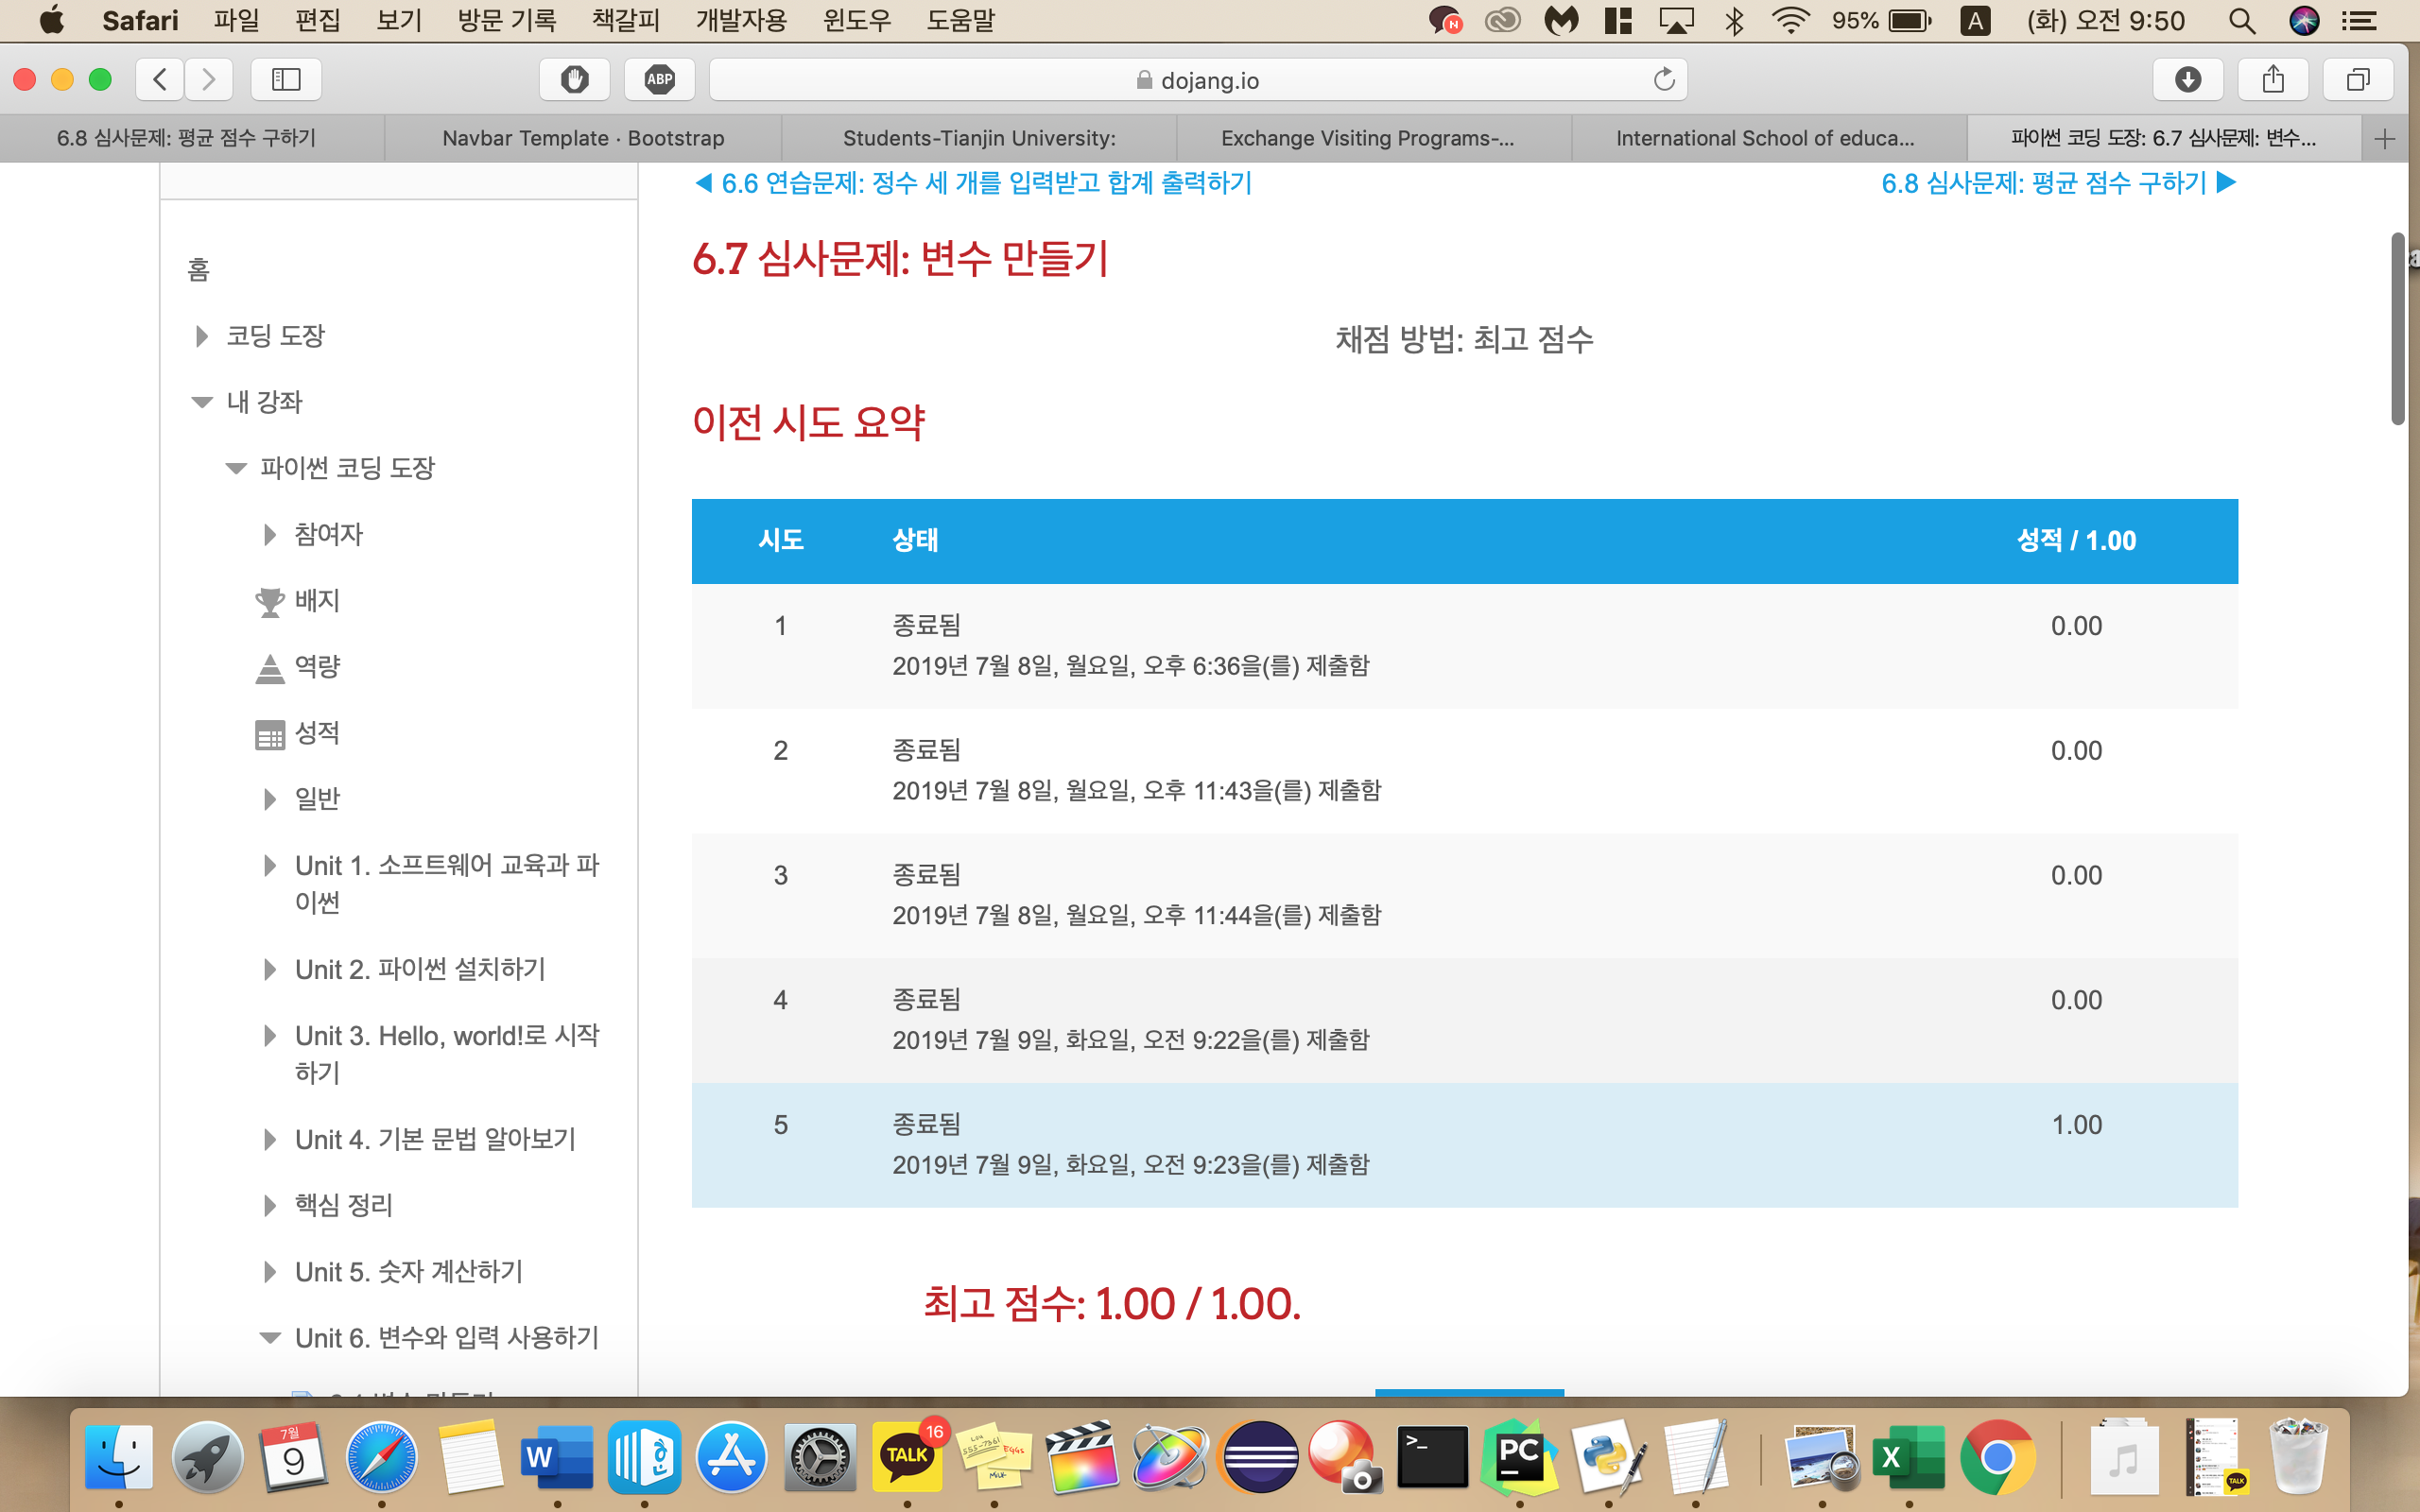 Safari 파일 편집 보기 방문 기록 책갈피 개발자용 윈도우 도움말
N 95% A (화) 오전 9:50
ABP dojang.io
6.8 심사문제: 평균 점수 구하기
Navbar Template · Bootstrap
Students-Tianjin University:
Exchange Visiting Programs-...
International School of educa...
파이썬 코딩 도장: 6.7 심사문제: 변수...
홈
코딩 도장
내 강좌
파이썬 코딩 도장
참여자
배지
역량
성적
일반
Unit 1. 소프트웨어 교육과 파
이썬
Unit 2. 파이썬 설치하기
Unit 3. Hello, world!로 시작
하기
Unit 4. 기본 문법 알아보기
핵심 정리
Unit 5. 숫자 계산하기
Unit 6. 변수와 입력 사용하기
◀ 6.6 연습문제: 정수 세 개를 입력받고 합계 출력하기
6.8 심사문제: 평균 점수 구하기 ▶
6.7 심사문제: 변수 만들기
채점 방법: 최고 점수
이전 시도 요약
시도 상태 성적 / 1.00
1 종료됨 0.00
2019년 7월 8일, 월요일, 오후 6:36을(를) 제출함
2 종료됨 0.00
2019년 7월 8일, 월요일, 오후 11:43을(를) 제출함
3 종료됨 0.00
2019년 7월 8일, 월요일, 오후 11:44을(를) 제출함
4 종료됨 0.00
2019년 7월 9일, 화요일, 오전 9:22을(를) 제출함
5 종료됨 1.00
2019년 7월 9일, 화요일, 오전 9:23을(를) 제출함
최고 점수: 1.00 / 1.00.
7월
9
W
TALK
16
EGGS
MILK
>_
PC
X
TALK